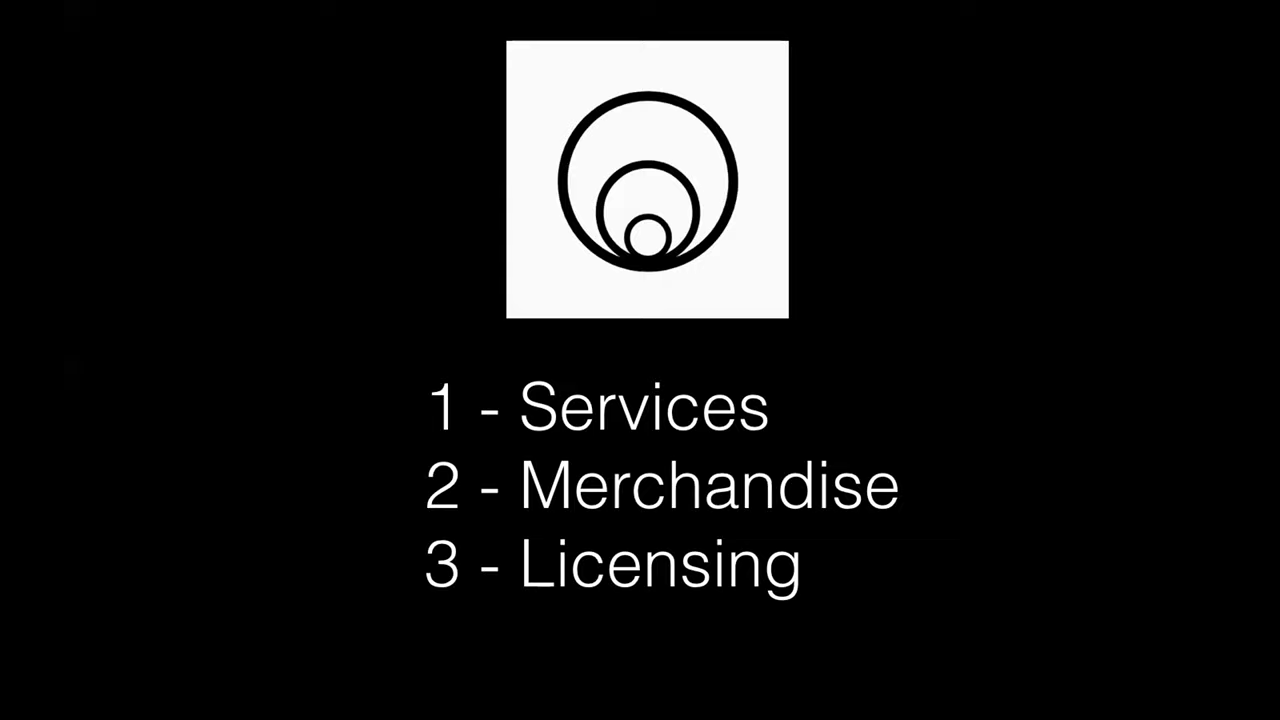 1 - Services
2 - Merchandise
3 - Licensing